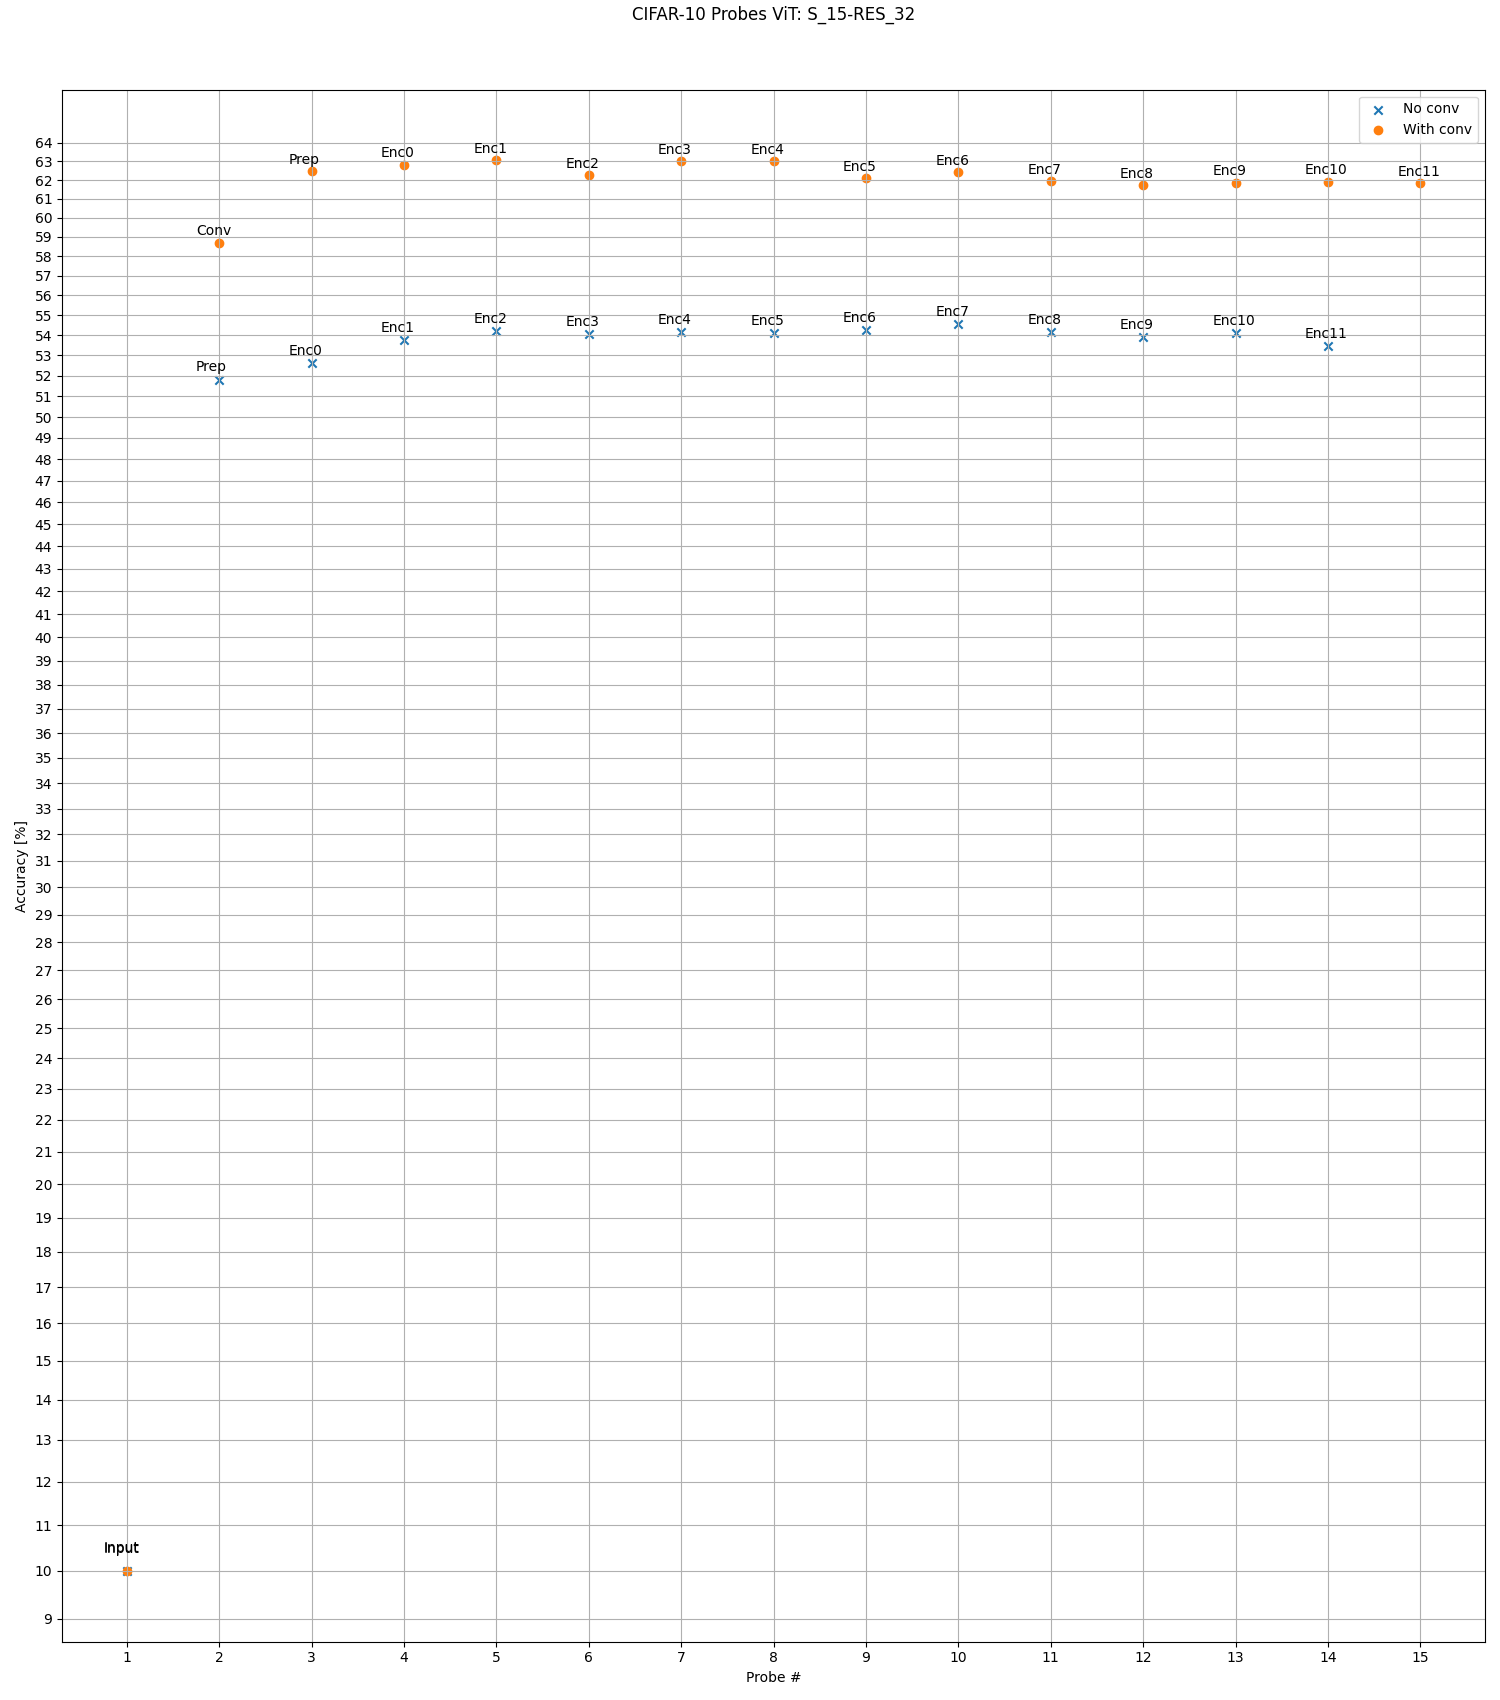 CIFAR-10 Probes ViT: S_15-RES_32
No conv
With conv
64
63
62
61
60
59
58
57
56
55
54
53
52
51
50
49
48
47
46
45
44
43
42
41
40
39
38
37
36
35
34
33
32
31
30
29
28
27
26
25
24
23
22
21
20
19
18
17
16
15
14
13
12
11
10
9
Accuracy [%]
Conv
Prep
Enc0
Enc1
Enc2
Enc3
Enc4
Enc5
Enc6
Enc7
Enc8
Enc9
Enc10
Enc11
Prep
Enc0
Enc1
Enc2
Enc3
Enc4
Enc5
Enc6
Enc7
Enc8
Enc9
Enc10
Enc11
Input
1 2 3 4 5 6 7 8 9 10 11 12 13 14 15
Probe #